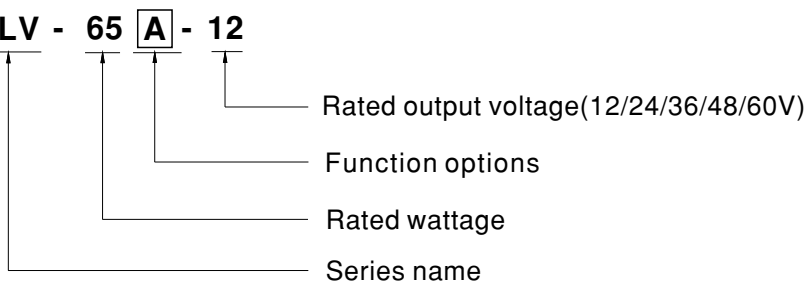 LV - 65 A - 12
Rated output voltage(12/24/36/48/60V)
Function options
Rated wattage
Series name